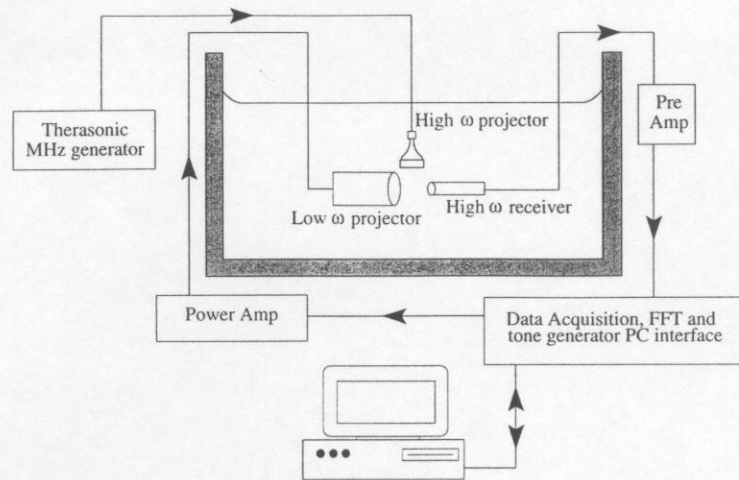 Therasonic
MHz generator
High ω projector
Pre
Amp
Low ω projector
High ω receiver
Power Amp
Data Acquisition, FFT and
tone generator PC interface